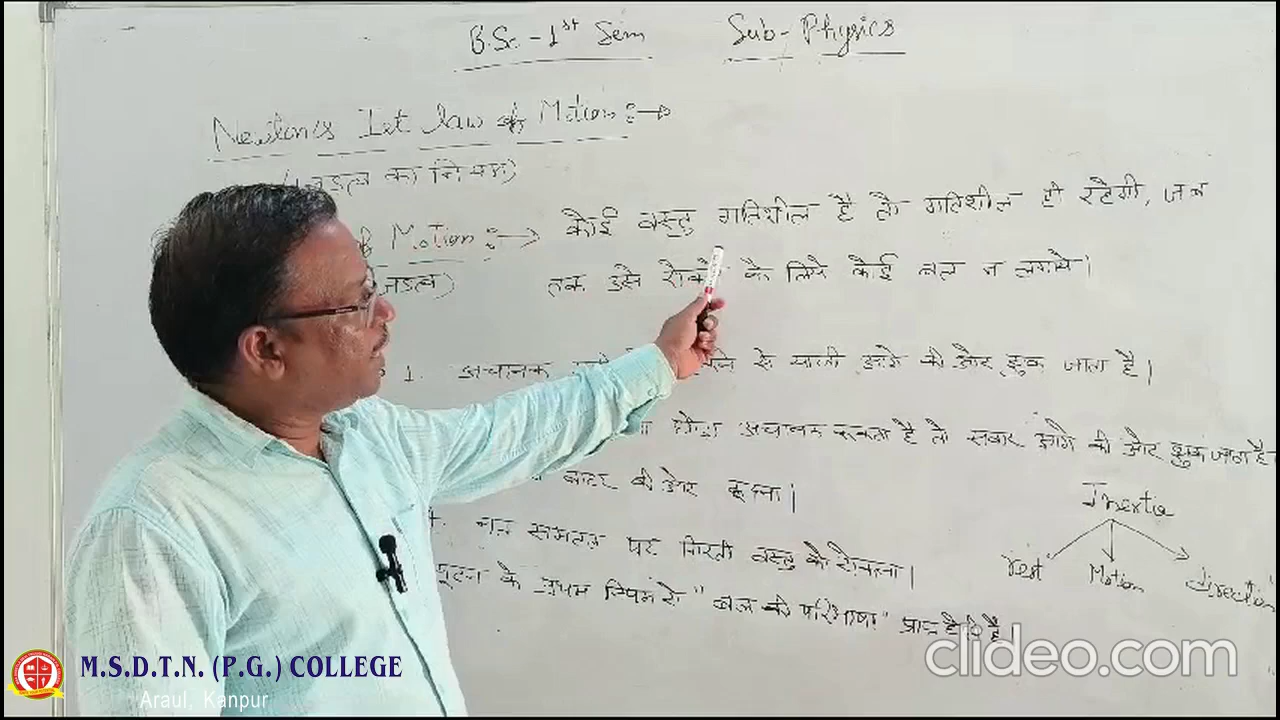 B.Sc. - 1st Sem Sub - Physics
Newton's Ist law of Motion :→
जड़त्व का नियम)
of Motion :→ कोई वस्तु गतिशील है तो गतिशील ही रहेगी, जब
जड़त्व) तक उसे रोकने के लिये कोई बल न लगाये।
1. अचानक से यात्री आगे की ओर झुक जाता है।
घोड़ा अचानक रूकता है तो सवार आगे की ओर झुक जाता है
बाहर की ओर कूदना।
4. नत समतल पर गिरती वस्तु को रोकना।
के प्रथम नियम से "बल की परिभाषा" प्राप्त होती है
Inertia
rest Motion direction
M.S.D.T.N. (P.G.) COLLEGE
Araul, Kanpur
clideo.com